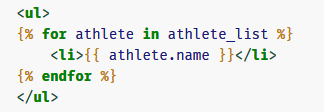 <ul>
{% for athlete in athlete_list %}
    <li>{{ athlete.name }}</li>
{% endfor %}
</ul>